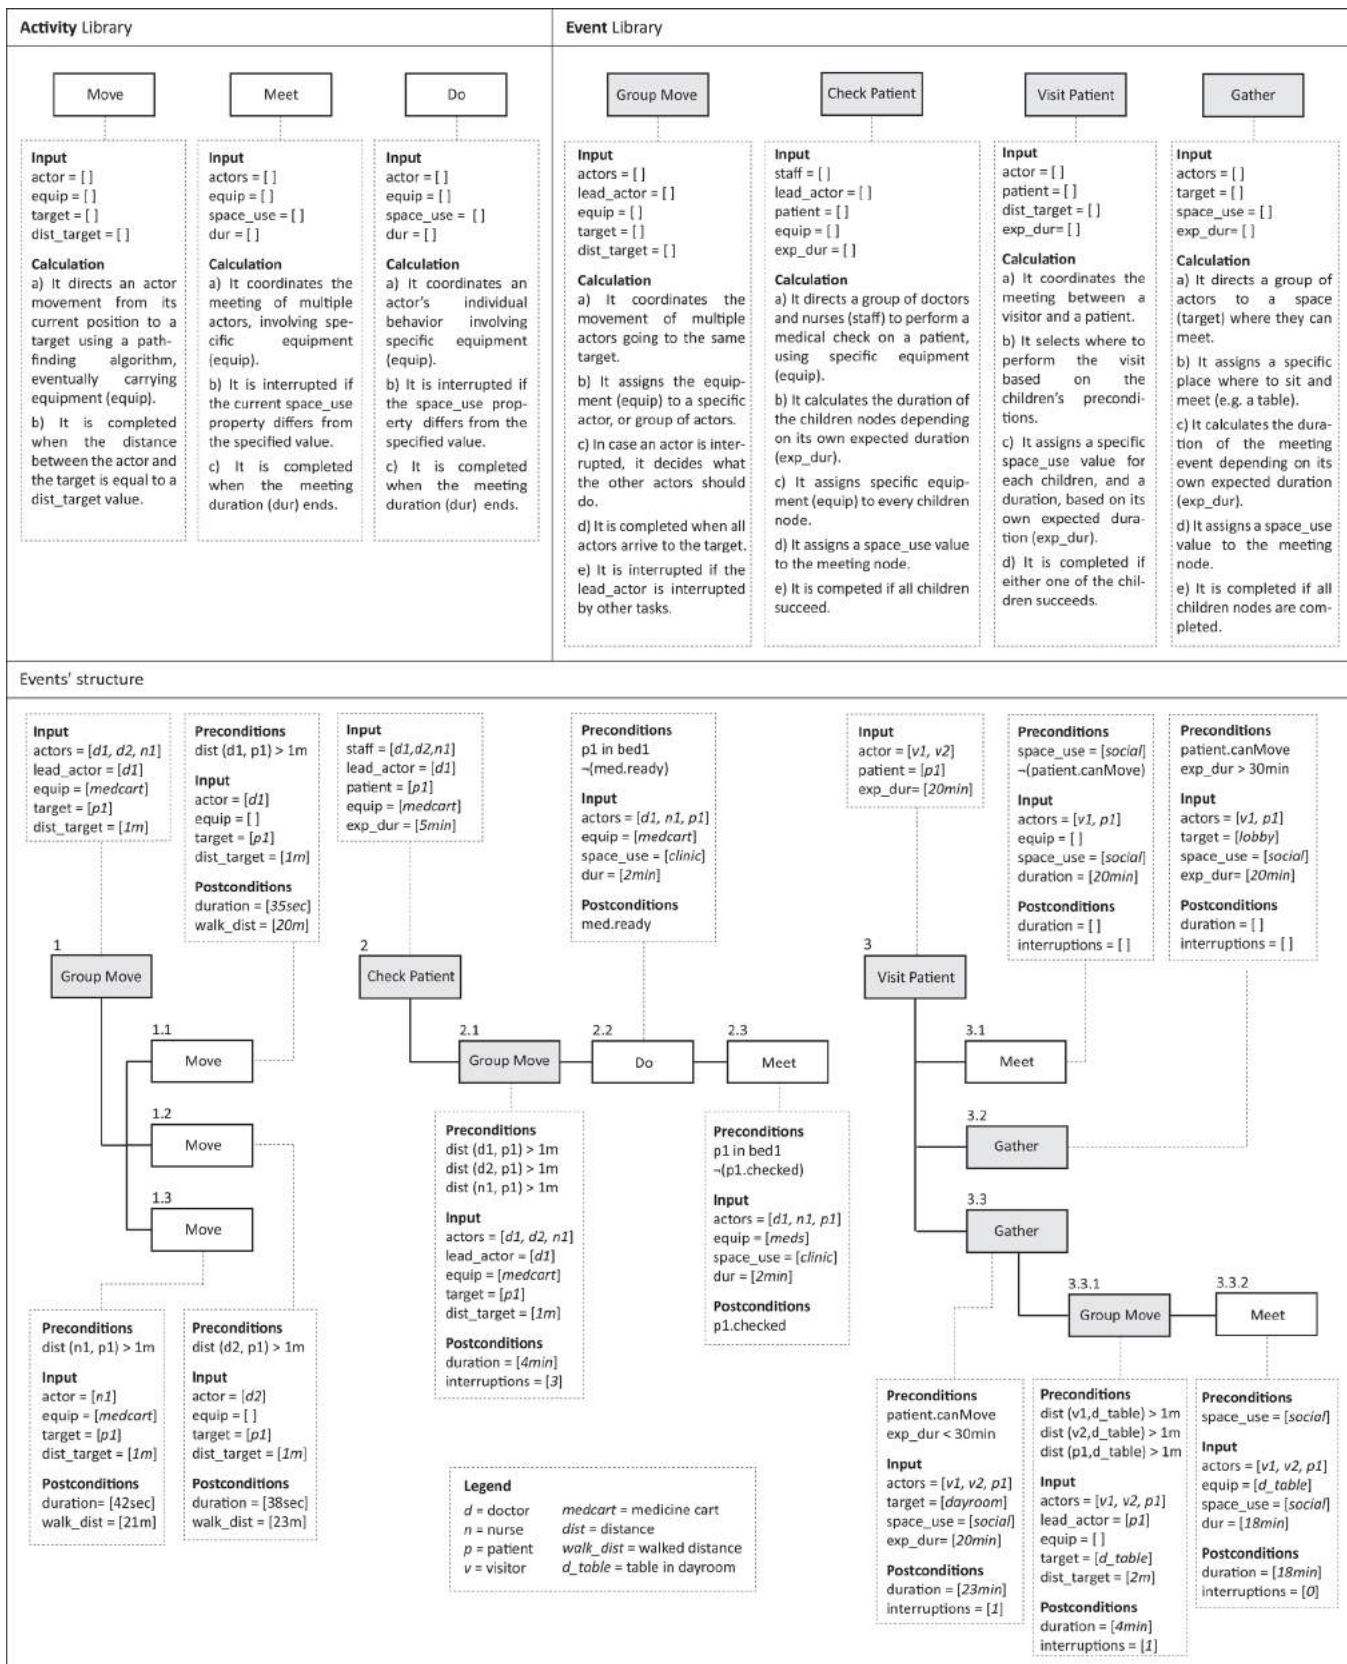 Activity Library
Move
Input
actor = [ ]
equip = [ ]
target = [ ]
dist_target = [ ]
Calculation
a) It directs an actor
movement from its
current position to a
target using a path-
finding algorithm,
eventually carrying
equipment (equip).
b) It is completed
when the distance
between the actor and
the target is equal to a
dist_target value.
Meet
Input
actors = [ ]
equip = [ ]
space_use = [ ]
dur = [ ]
Calculation
a) It coordinates the
meeting of multiple
actors, involving spe-
cific equipment
(equip).
b) It is interrupted if
the current space_use
property differs from
the specified value.
c) It is completed
when the meeting
duration (dur) ends.
Do
Input
actor = [ ]
equip = [ ]
space_use = [ ]
dur = [ ]
Calculation
a) It coordinates an
actor's individual
behavior involving
specific equipment
(equip).
b) It is interrupted if
the space_use prop-
erty differs from the
specified value.
c) It is completed
when the meeting
duration (dur) ends.
Event Library
Group Move
Input
actors = [ ]
lead_actor = [ ]
equip = [ ]
target = [ ]
dist_target = [ ]
Calculation
a) It coordinates the
movement of multiple
actors going to the same
target.
b) It assigns the equip-
ment (equip) to a specific
actor, or group of actors.
c) In case an actor is inter-
rupted, it decides what
the other actors should
do.
d) It is completed when all
actors arrive to the target.
e) It is interrupted if the
lead_actor is interrupted
by other tasks.
Check Patient
Input
staff = [ ]
lead_actor = [ ]
patient = [ ]
equip = [ ]
exp_dur = [ ]
Calculation
a) It directs a group of doctors
and nurses (staff) to perform a
medical check on a patient,
using specific equipment
(equip).
b) It calculates the duration of
the children nodes depending
on its own expected duration
(exp_dur).
c) It assigns specific equip-
ment (equip) to every children
node.
d) It assigns a space_use value
to the meeting node.
e) It is competed if all children
succeed.
Visit Patient
Input
actor = [ ]
patient = [ ]
dist_target = [ ]
exp_dur= [ ]
Calculation
a) It coordinates the
meeting between a
visitor and a patient.
b) It selects where to
perform the visit
based on the
children's precondi-
tions.
c) It assigns a specific
space_use value for
each children, and a
duration, based on its
own expected dura-
tion (exp_dur).
d) It is completed if
either one of the chil-
dren succeeds.
Gather
Input
actors = [ ]
target = [ ]
space_use = [ ]
exp_dur= [ ]
Calculation
a) It directs a group of
actors to a space
(target) where they can
meet.
b) It assigns a specific
place where to sit and
meet (e.g. a table).
c) It calculates the dura-
tion of the meeting
event depending on its
own expected duration
(exp_dur).
d) It assigns a space_use
value to the meeting
node.
e) It is completed if all
children nodes are com-
pleted.
Events' structure
Input
actors = [d1, d2, n1]
lead_actor = [d1]
equip = [medcart]
target = [p1]
dist_target = [1m]
Preconditions
dist (d1, p1) > 1m
Input
actor = [d1]
equip = [ ]
target = [p1]
dist_target = [1m]
Postconditions
duration = [35sec]
walk_dist = [20m]
1
Group Move
1.1
Move
1.2
Move
1.3
Move
Preconditions
dist (n1, p1) > 1m
Input
actor = [n1]
equip = [medcart]
target = [p1]
dist_target = [1m]
Postconditions
duration= [42sec]
walk_dist = [21m]
Preconditions
dist (d2, p1) > 1m
Input
actor = [d2]
equip = [ ]
target = [p1]
dist_target = [1m]
Postconditions
duration = [38sec]
walk_dist = [23m]
Input
staff = [d1,d2,n1]
lead_actor = [d1]
patient = [p1]
equip = [medcart]
exp_dur = [5min]
Preconditions
p1 in bed1
¬(med.ready)
Input
actors = [d1, n1, p1]
equip = [medcart]
space_use = [clinic]
dur = [2min]
Postconditions
med.ready
2
Check Patient
2.1
Group Move
2.2
Do
2.3
Meet
Preconditions
dist (d1, p1) > 1m
dist (d2, p1) > 1m
dist (n1, p1) > 1m
Input
actors = [d1, d2, n1]
lead_actor = [d1]
equip = [medcart]
target = [p1]
dist_target = [1m]
Postconditions
duration = [4min]
interruptions = [3]
Preconditions
p1 in bed1
¬(p1.checked)
Input
actors = [d1, n1, p1]
equip = [meds]
space_use = [clinic]
dur = [2min]
Postconditions
p1.checked
Legend
d = doctor medcart = medicine cart
n = nurse dist = distance
p = patient walk_dist = walked distance
v = visitor d_table = table in dayroom
Input
actor = [v1, v2]
patient = [p1]
exp_dur= [20min]
Preconditions
space_use = [social]
¬(patient.canMove)
Input
actors = [v1, p1]
equip = [ ]
space_use = [social]
duration = [20min]
Postconditions
duration = [ ]
interruptions = [ ]
Preconditions
patient.canMove
exp_dur > 30min
Input
actors = [v1, p1]
target = [lobby]
space_use = [social]
exp_dur= [20min]
Postconditions
duration = [ ]
interruptions = [ ]
3
Visit Patient
3.1
Meet
3.2
Gather
3.3
Gather
3.3.1
Group Move
3.3.2
Meet
Preconditions
patient.canMove
exp_dur < 30min
Input
actors = [v1, v2, p1]
target = [dayroom]
space_use = [social]
exp_dur= [20min]
Postconditions
duration = [23min]
interruptions = [1]
Preconditions
dist (v1,d_table) > 1m
dist (v2,d_table) > 1m
dist (p1,d_table) > 1m
Input
actors = [v1, v2, p1]
lead_actor = [p1]
equip = [ ]
target = [d_table]
dist_target = [2m]
Postconditions
duration = [4min]
interruptions = [1]
Preconditions
space_use = [social]
Input
actors = [v1, v2, p1]
equip = [d_table]
space_use = [social]
dur = [18min]
Postconditions
duration = [18min]
interruptions = [0]